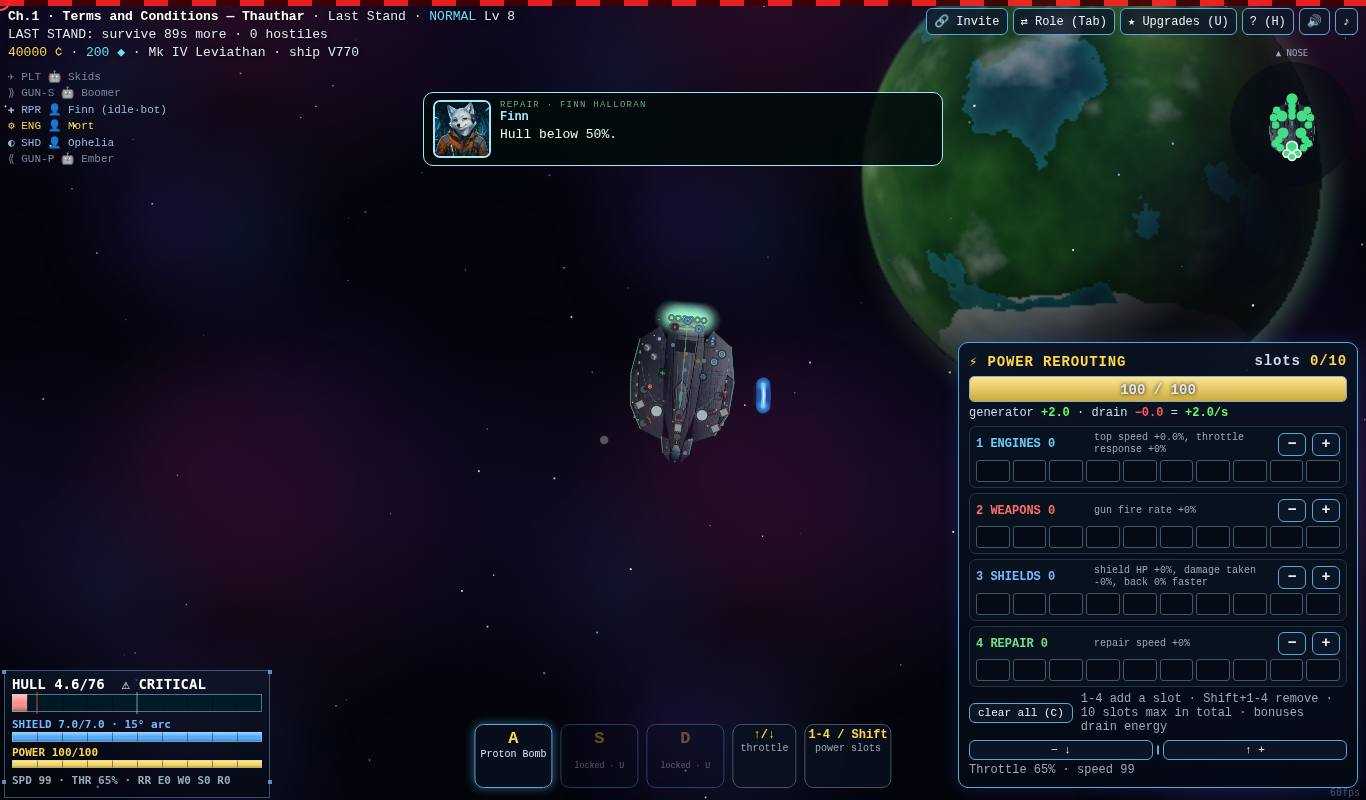 Ch.1 · Terms and Conditions — Thauthar · Last Stand · NORMAL Lv 8
LAST STAND: survive 89s more · 0 hostiles
40000 ¢ · 200 ◆ · Mk IV Leviathan · ship V770
PLT 🤖 Skids
GUN-S 🤖 Boomer
RPR 👤 Finn (idle·bot)
ENG 👤 Mort
SHD 👤 Ophelia
GUN-P 🤖 Ember
🔗 Invite
⇄ Role (Tab)
★ Upgrades (U)
? (H)
🔊
♪
▲ NOSE
REPAIR · FINN HALLORAN
Finn
Hull below 50%.
⚡ POWER REROUTING
slots 0/10
100 / 100
generator +2.0 · drain −0.0 = +2.0/s
1 ENGINES 0
top speed +0.0%, throttle
response +0%
− +
2 WEAPONS 0
gun fire rate +0%
− +
3 SHIELDS 0
shield HP +0%, damage taken
-0%, back 0% faster
− +
4 REPAIR 0
repair speed +0%
− +
clear all (C)
1-4 add a slot · Shift+1-4 remove ·
10 slots max in total · bonuses
drain energy
− ↓
↑ +
Throttle 65% · speed 99
60fps
HULL 4.6/76 ⚠ CRITICAL
SHIELD 7.0/7.0 · 15° arc
POWER 100/100
SPD 99 · THR 65% · RR E0 W0 S0 R0
A
Proton Bomb
S
locked · U
D
locked · U
↑/↓
throttle
1-4 / Shift
power slots